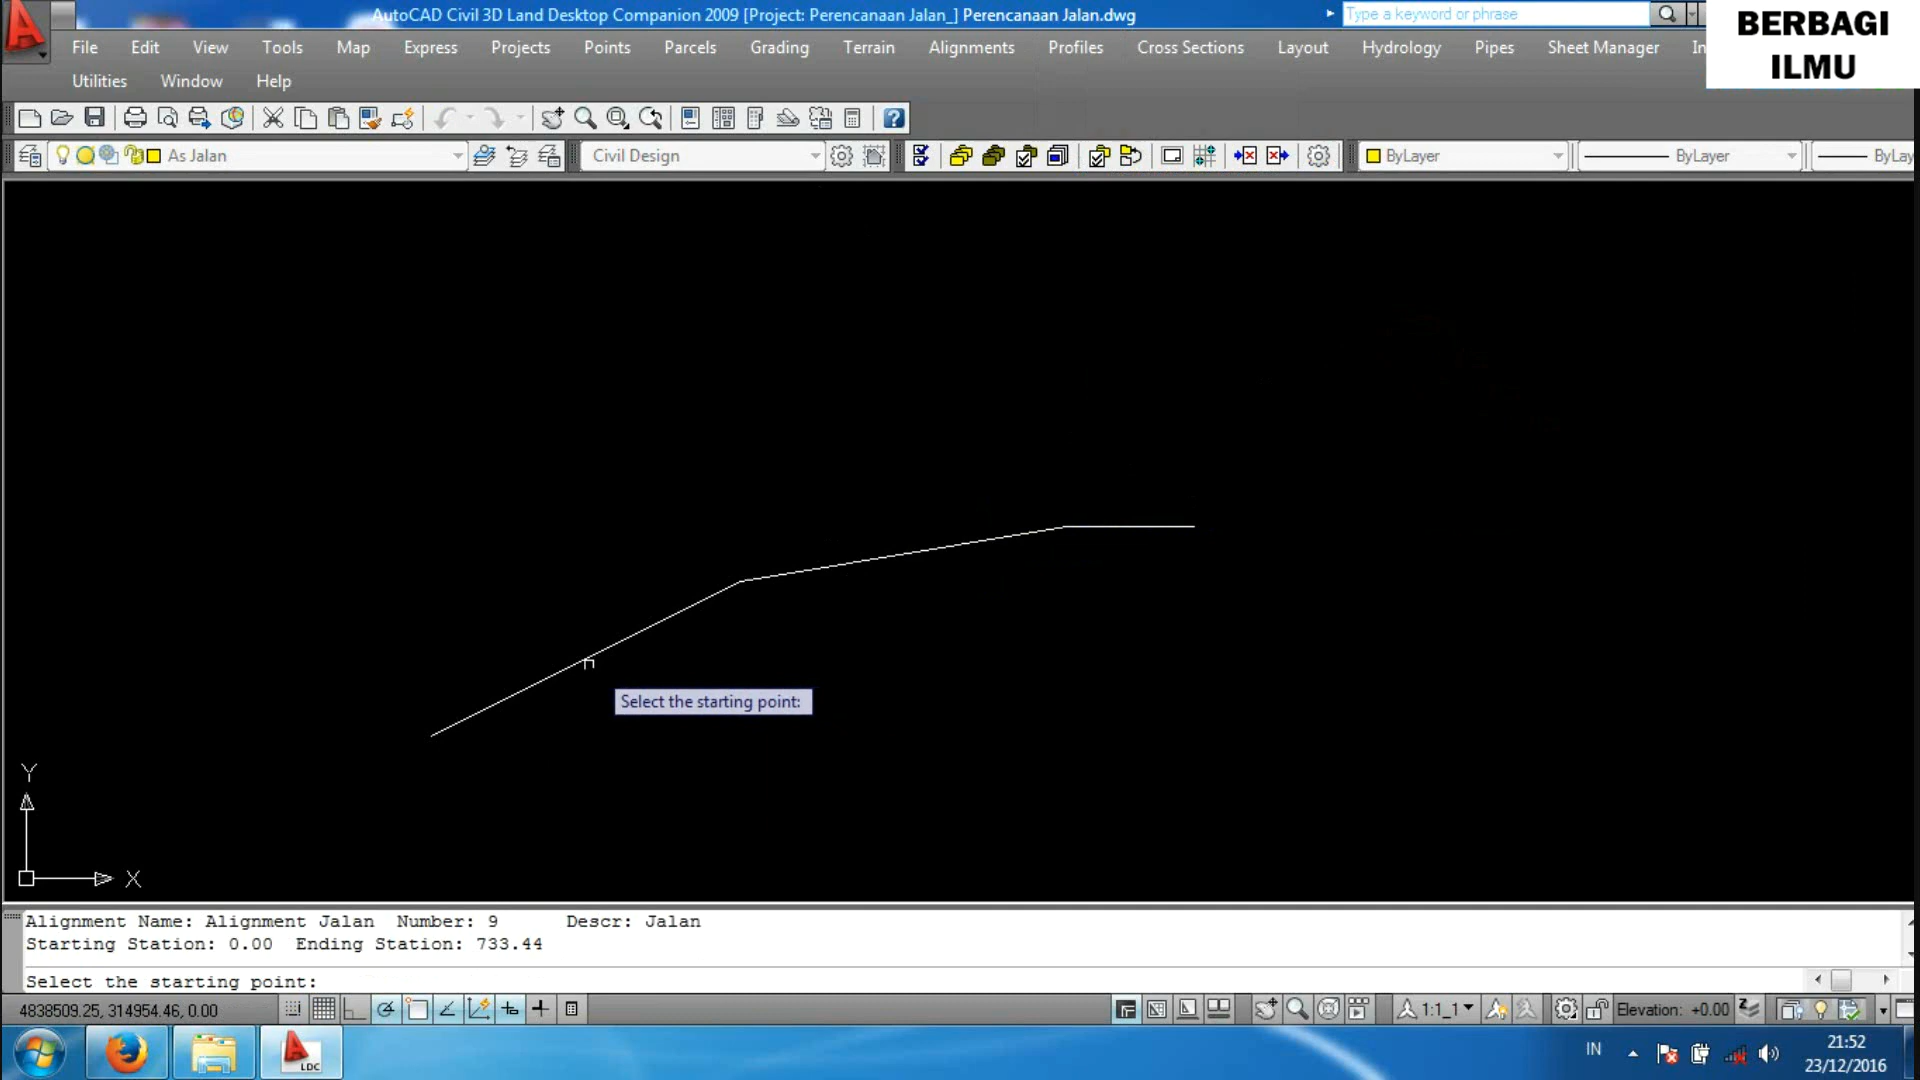 AutoCAD Civil 3D Land Desktop Companion 2009 [Project: Perencanaan Jalan_] Perencanaan Jalan.dwg
Type a keyword or phrase
BERBAGI
ILMU
File Edit View Tools Map Express Projects Points Parcels Grading Terrain Alignments Profiles Cross Sections Layout Hydrology Pipes Sheet Manager In
Utilities Window Help
As Jalan
Civil Design
ByLayer
ByLayer
ByLay
Select the starting point:
Y
X
Alignment Name: Alignment Jalan Number: 9 Descr: Jalan
Starting Station: 0.00 Ending Station: 733.44
Select the starting point:
4838509.25, 314954.46, 0.00
1:1_1
Elevation: +0.00
LDC
IN
21:52
23/12/2016